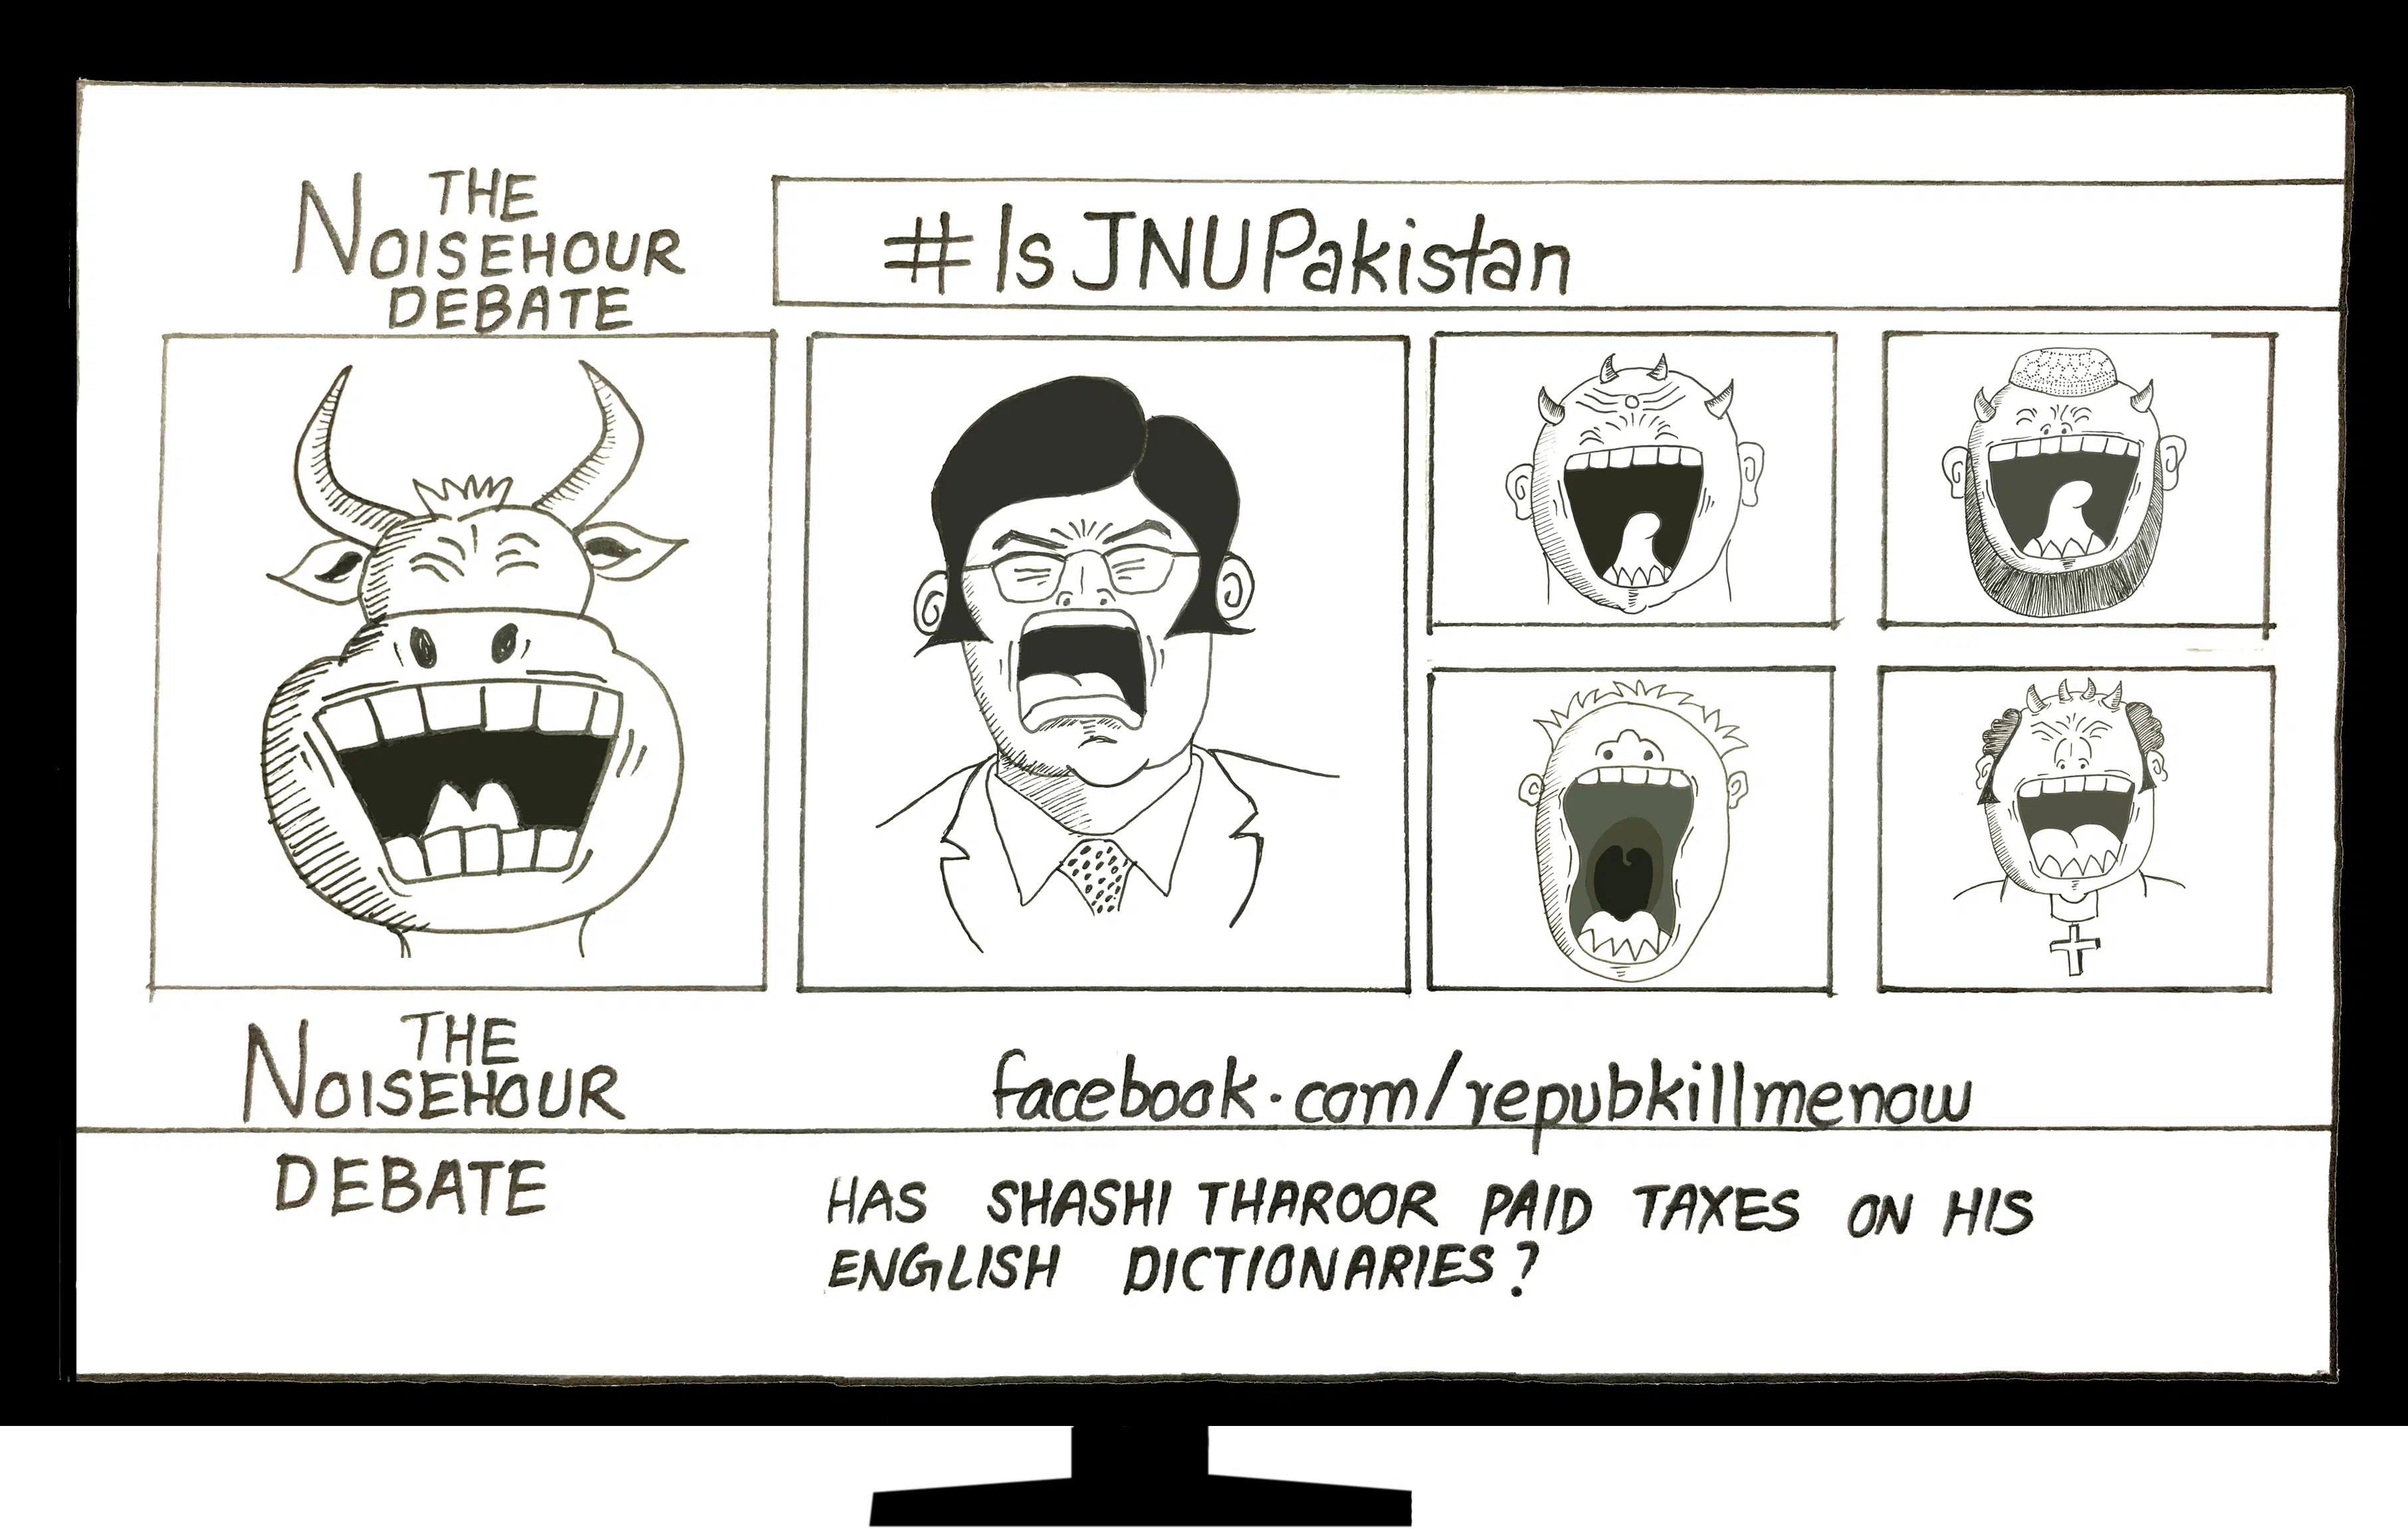 THE
NOISEHOUR
DEBATE
#IsJNUPakistan
THE
NOISEHOUR
DEBATE
facebook.com/repubkillmenow
HAS SHASHI THAROOR PAID TAXES ON HIS
ENGLISH DICTIONARIES?